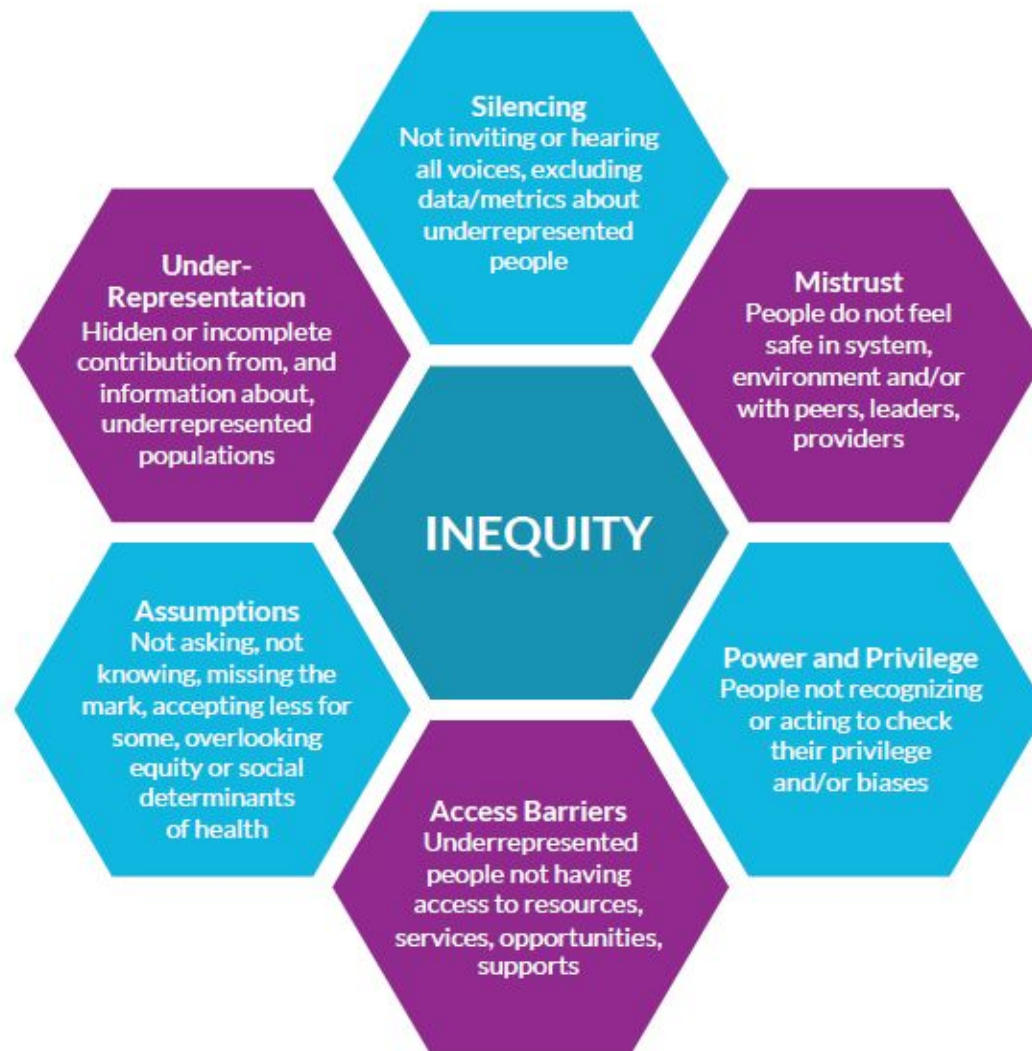 Silencing
Not inviting or hearing
all voices, excluding
data/metrics about
underrepresented
people
Under-
Representation
Hidden or incomplete
contribution from, and
information about,
underrepresented
populations
Mistrust
People do not feel
safe in system,
environment and/or
with peers, leaders,
providers
INEQUITY
Assumptions
Not asking, not
knowing, missing the
mark, accepting less for
some, overlooking
equity or social
determinants
of health
Power and Privilege
People not recognizing
or acting to check
their privilege
and/or biases
Access Barriers
Underrepresented
people not having
access to resources,
services, opportunities,
supports